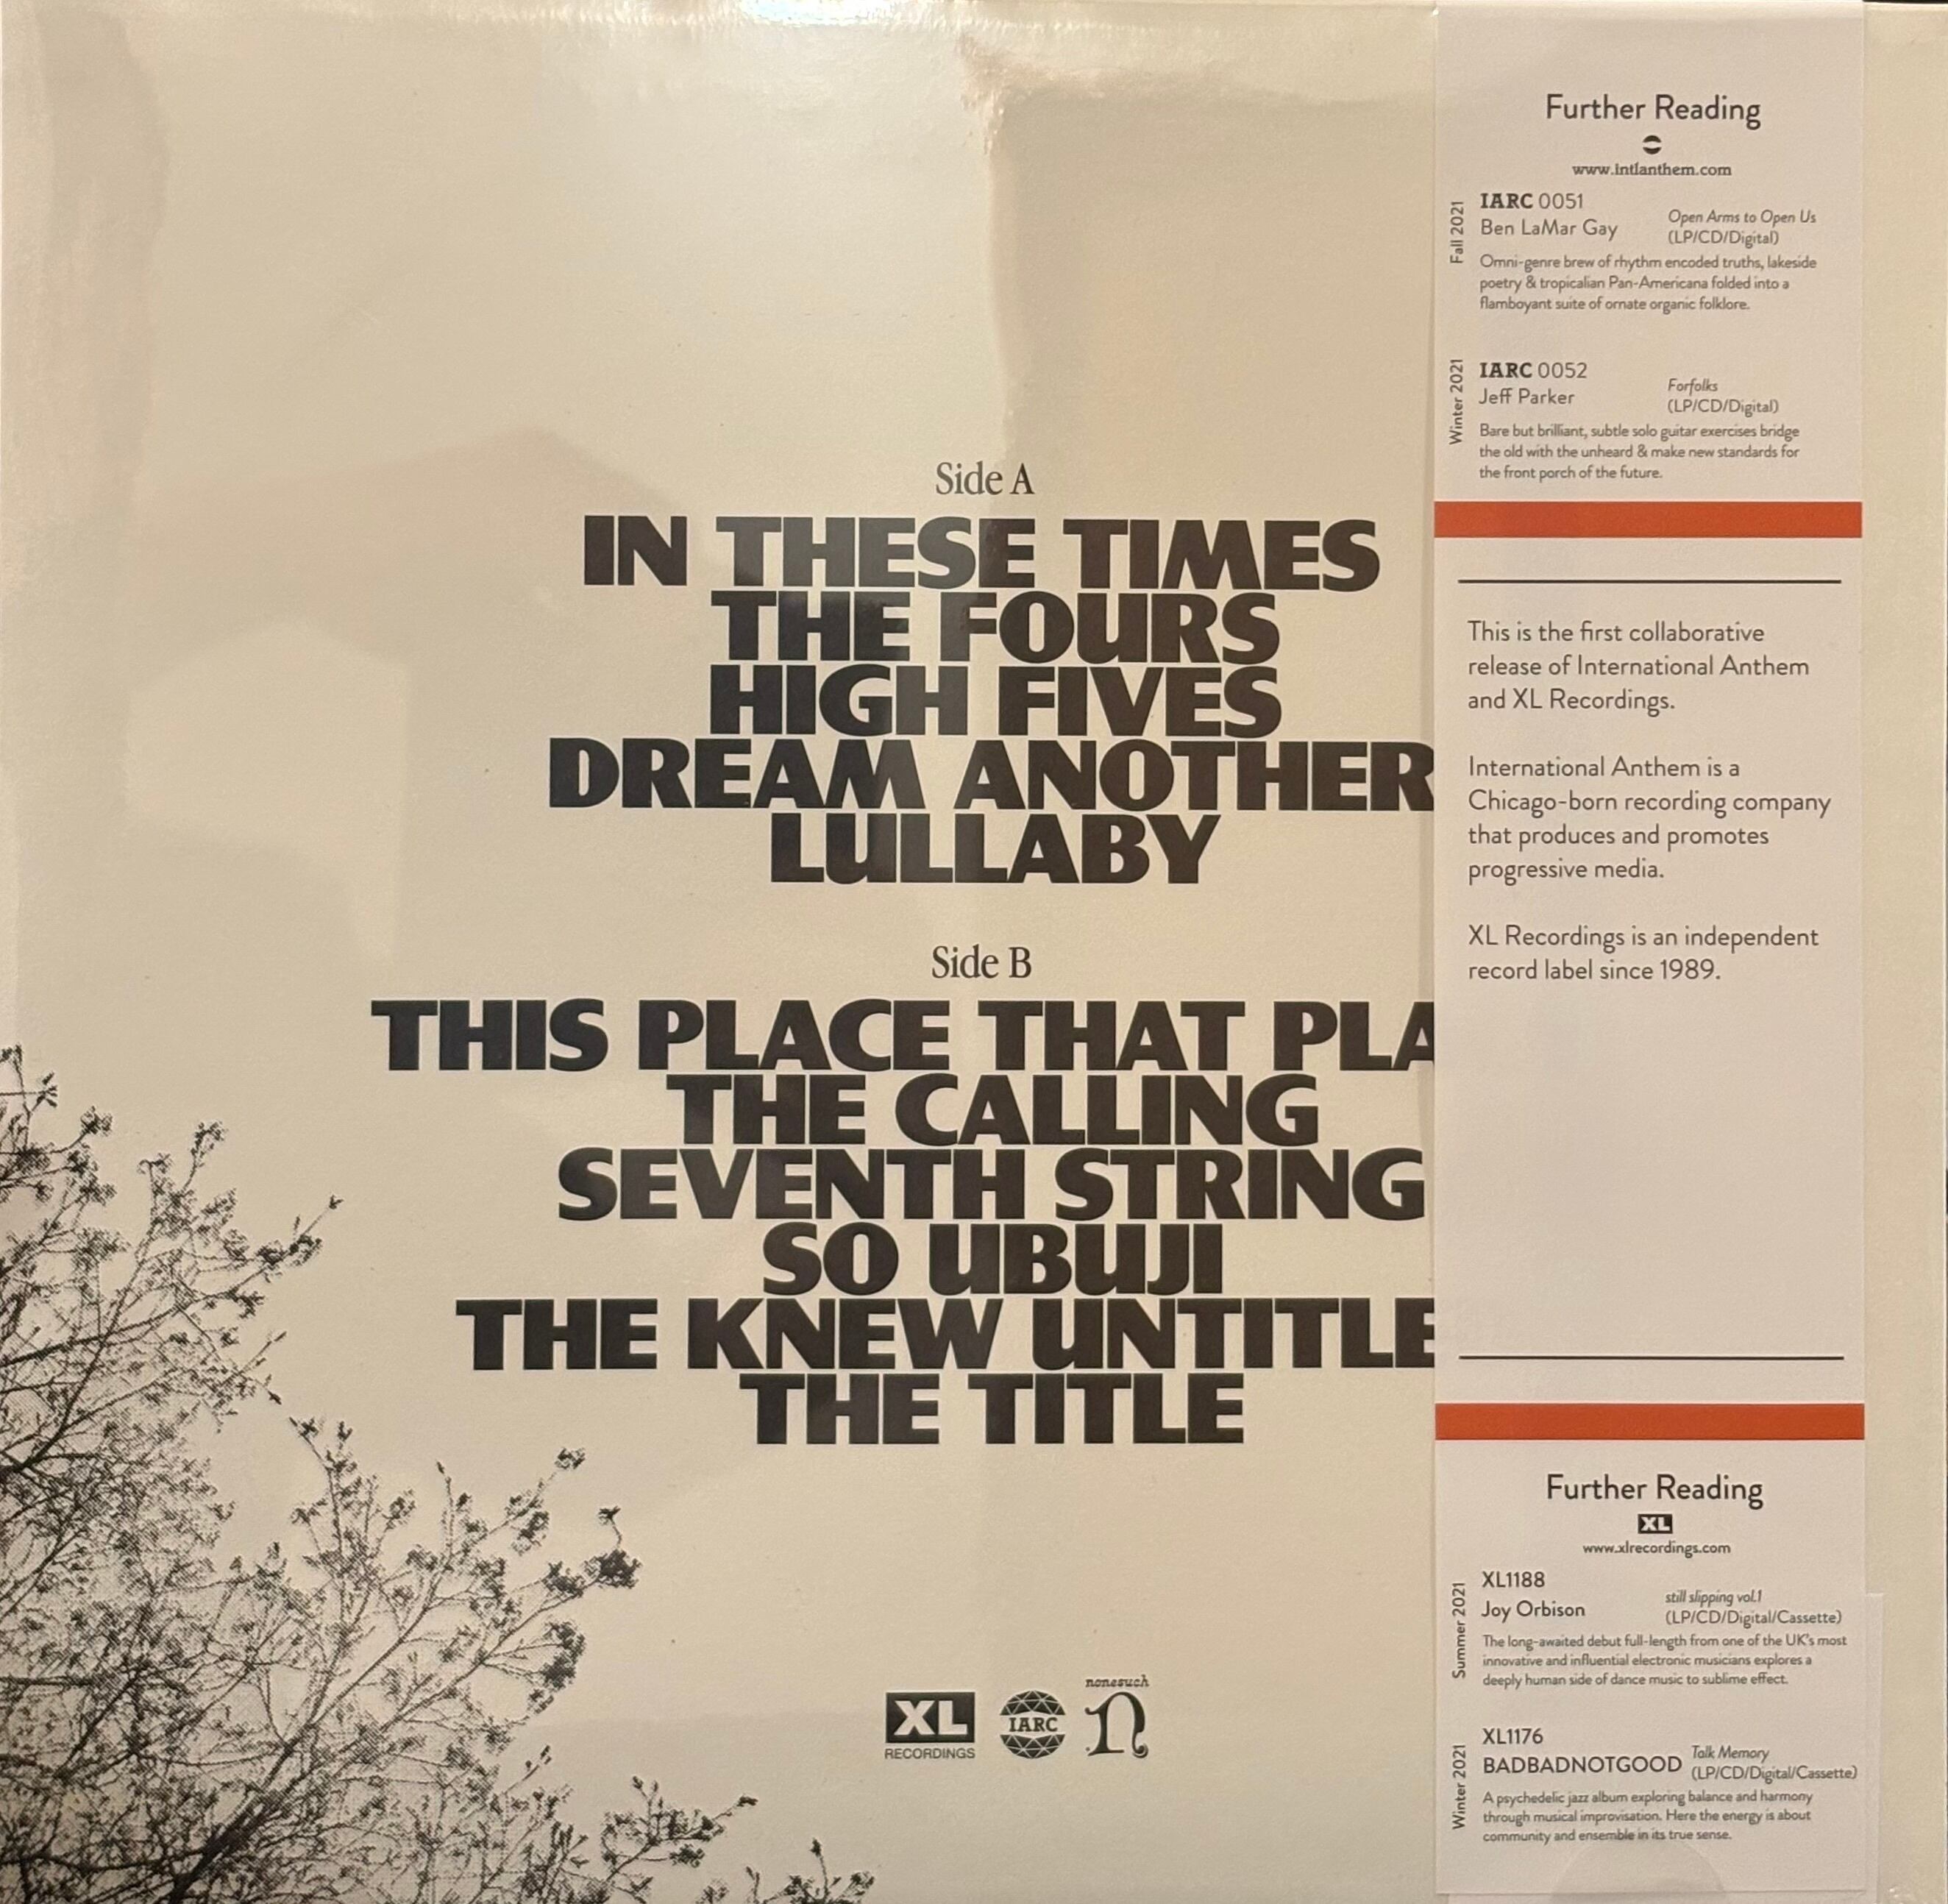 Side A
IN THESE TIMES
THE FOURS
HIGH FIVES
DREAM ANOTHER
LULLABY
Side B
THIS PLACE THAT PLA
THE CALLING
SEVENTH STRING
SO UBUJI
THE KNEW UNTITLE
THE TITLE
XL
RECORDINGS
IARC
nonesuch
n
Further Reading
www.intlanthem.com
Fall 2021
IARC 0051
Ben LaMar Gay
Open Arms to Open Us
(LP/CD/Digital)
Omni-genre brew of rhythm encoded truths, lakeside
poetry & tropicalian Pan-Americana folded into a
flamboyant suite of ornate organic folklore.
Winter 2021
IARC 0052
Jeff Parker
Forfolks
(LP/CD/Digital)
Bare but brilliant, subtle solo guitar exercises bridge
the old with the unheard & make new standards for
the front porch of the future.
This is the first collaborative
release of International Anthem
and XL Recordings.
International Anthem is a
Chicago-born recording company
that produces and promotes
progressive media.
XL Recordings is an independent
record label since 1989.
Further Reading
XL
www.xlrecordings.com
Summer 2021
XL1188
Joy Orbison
still slipping vol.1
(LP/CD/Digital/Cassette)
The long-awaited debut full-length from one of the UK's most
innovative and influential electronic musicians explores a
deeply human side of dance music to sublime effect.
Winter 2021
XL1176
BADBADNOTGOOD
Talk Memory
(LP/CD/Digital/Cassette)
A psychedelic jazz album exploring balance and harmony
through musical improvisation. Here the energy is about
community and ensemble in its true sense.